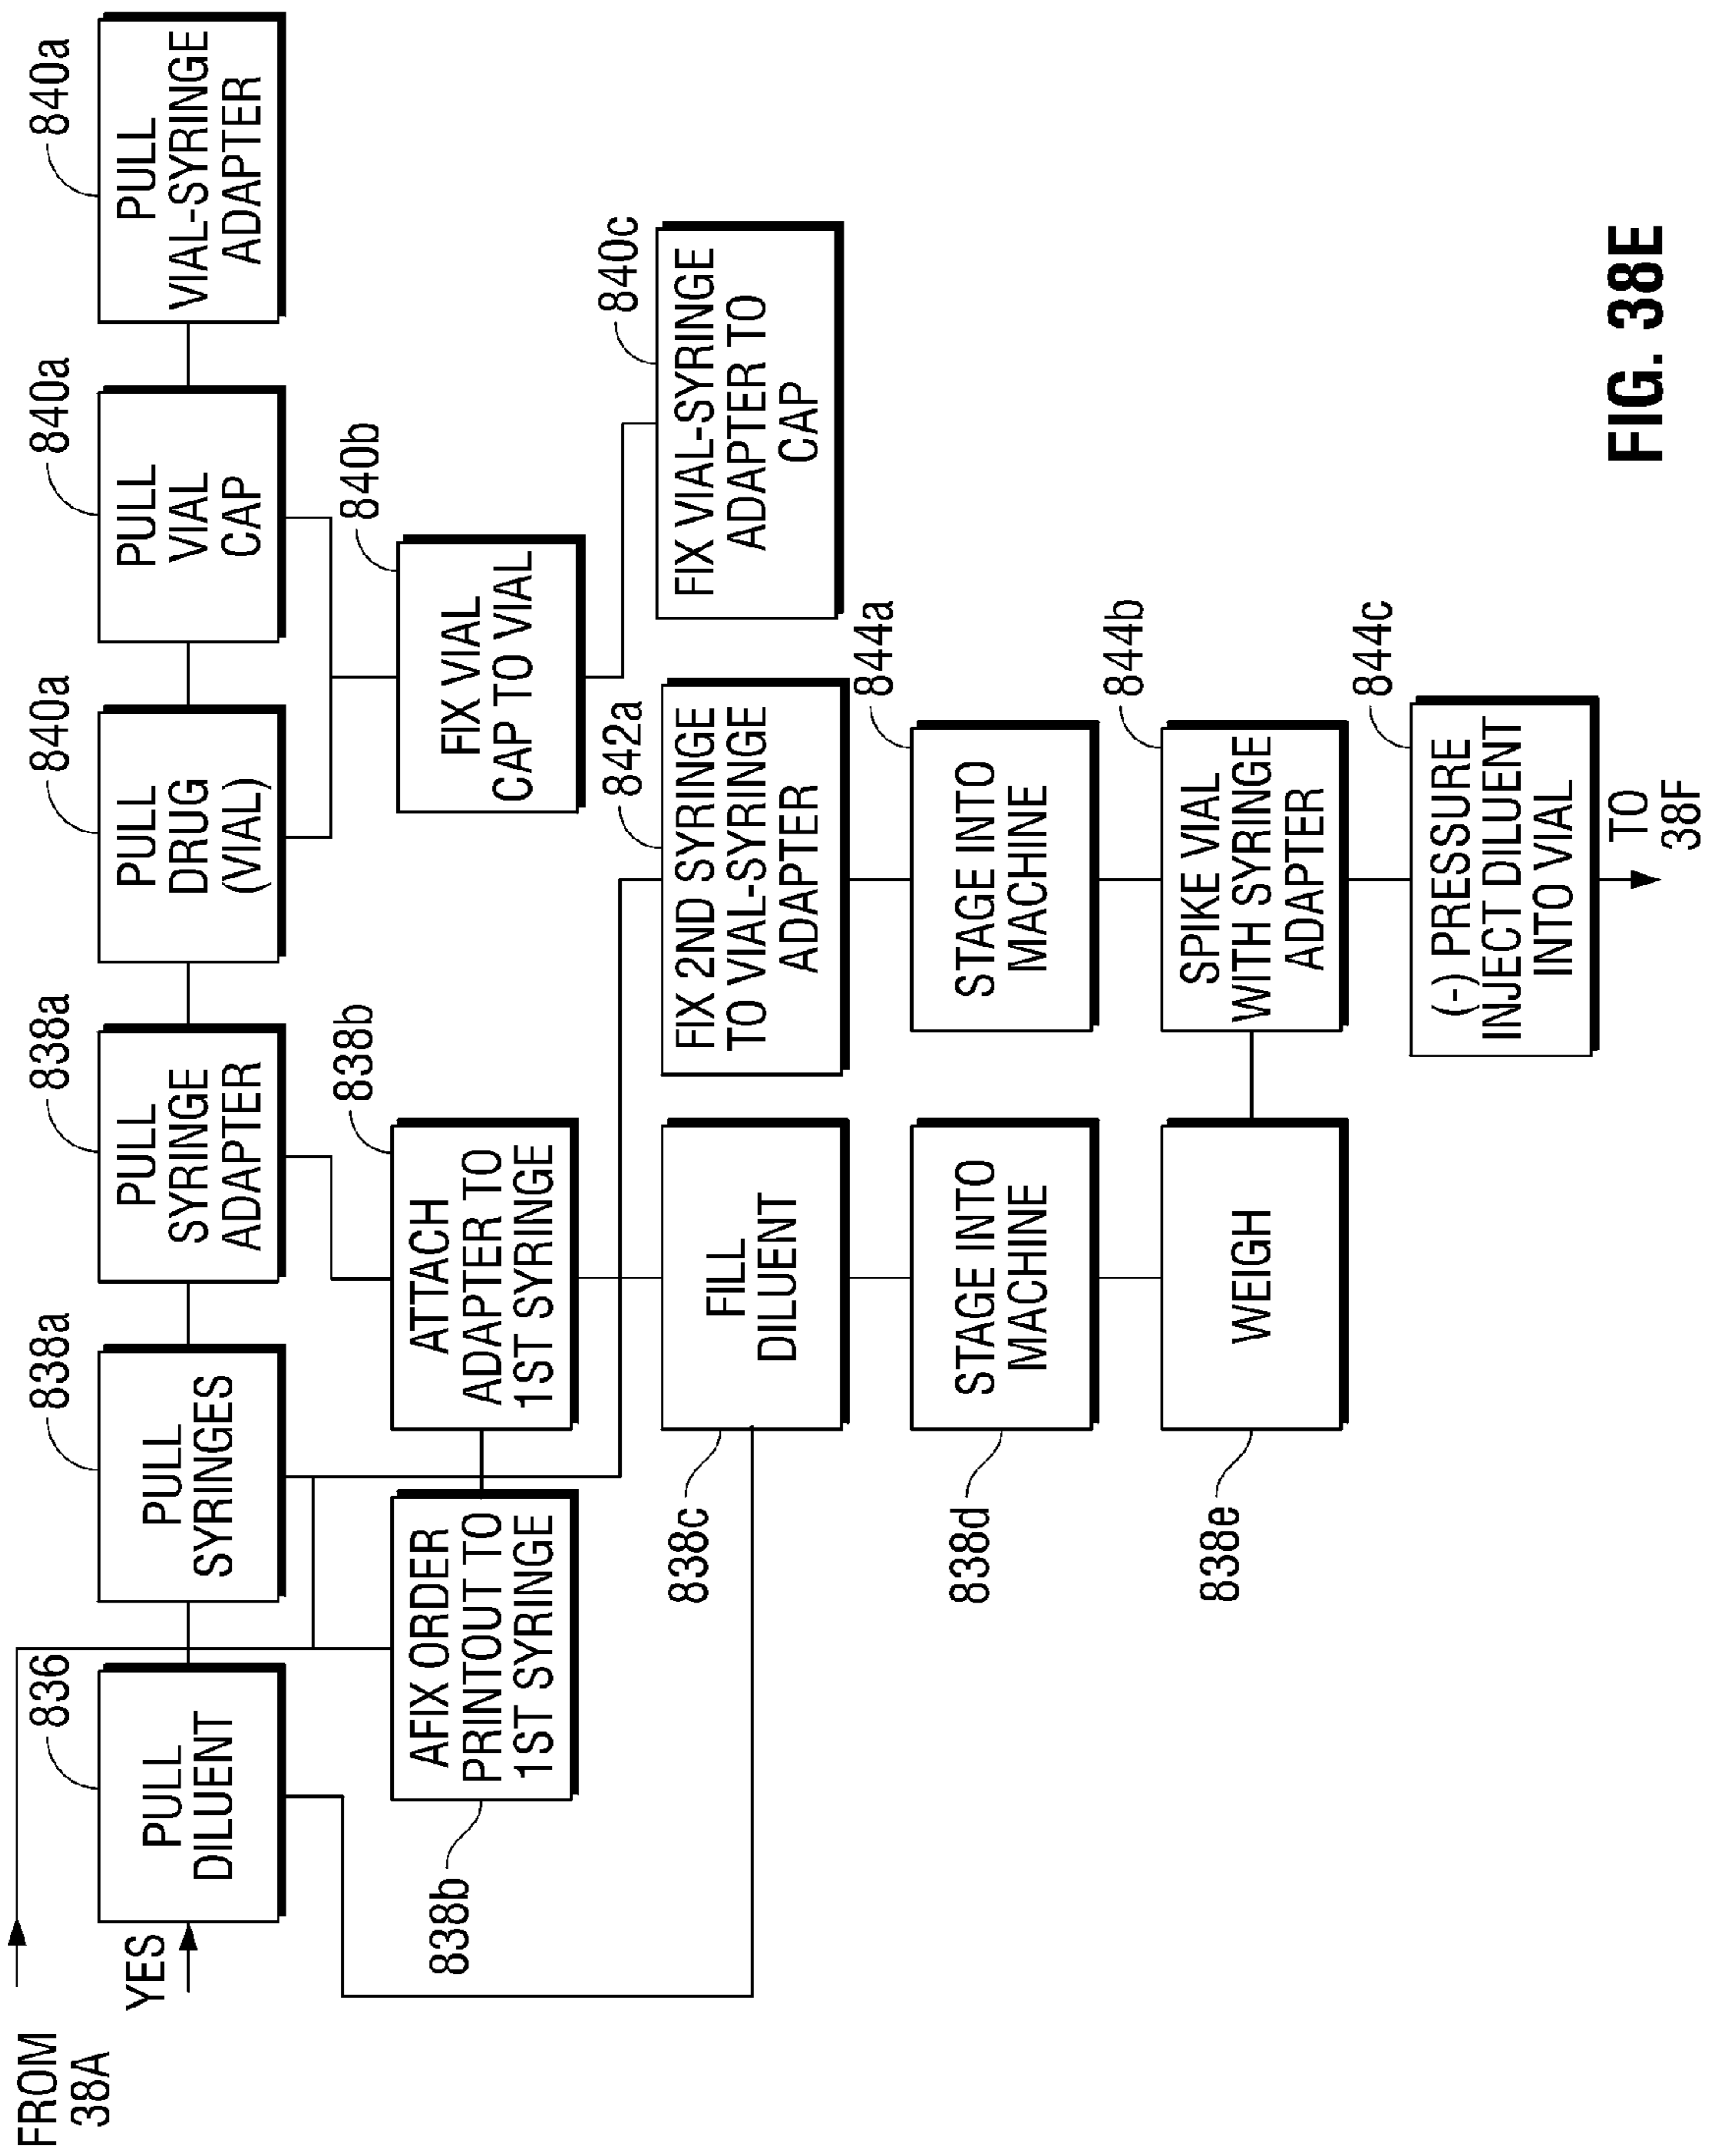 FROM
38A
YES
836
PULL
DILUENT
838a
PULL
SYRINGES
838a
PULL
SYRINGE
ADAPTER
840a
PULL
DRUG
(VIAL)
840a
PULL
VIAL
CAP
840a
PULL
VIAL-SYRINGE
ADAPTER
838b
AFIX ORDER
PRINTOUT TO
1ST SYRINGE
838b
ATTACH
ADAPTER TO
1ST SYRINGE
840b
FIX VIAL
CAP TO VIAL
838c
FILL
DILUENT
842a
FIX 2ND SYRINGE
TO VIAL-SYRINGE
ADAPTER
840c
FIX VIAL-SYRINGE
ADAPTER TO
CAP
838d
STAGE INTO
MACHINE
844a
STAGE INTO
MACHINE
838e
WEIGH
844b
SPIKE VIAL
WITH SYRINGE
ADAPTER
844c
(-) PRESSURE
INJECT DILUENT
INTO VIAL
TO
38F
FIG. 38E